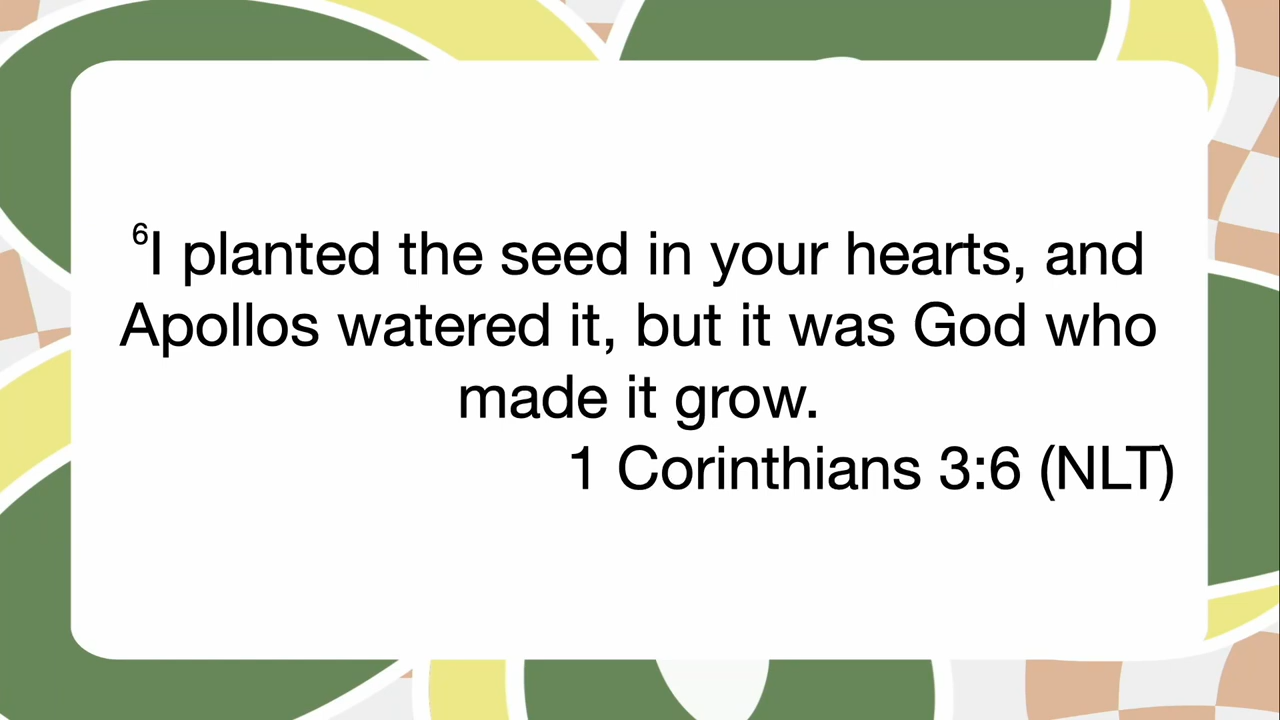 ⁶I planted the seed in your hearts, and
Apollos watered it, but it was God who
made it grow.
1 Corinthians 3:6 (NLT)